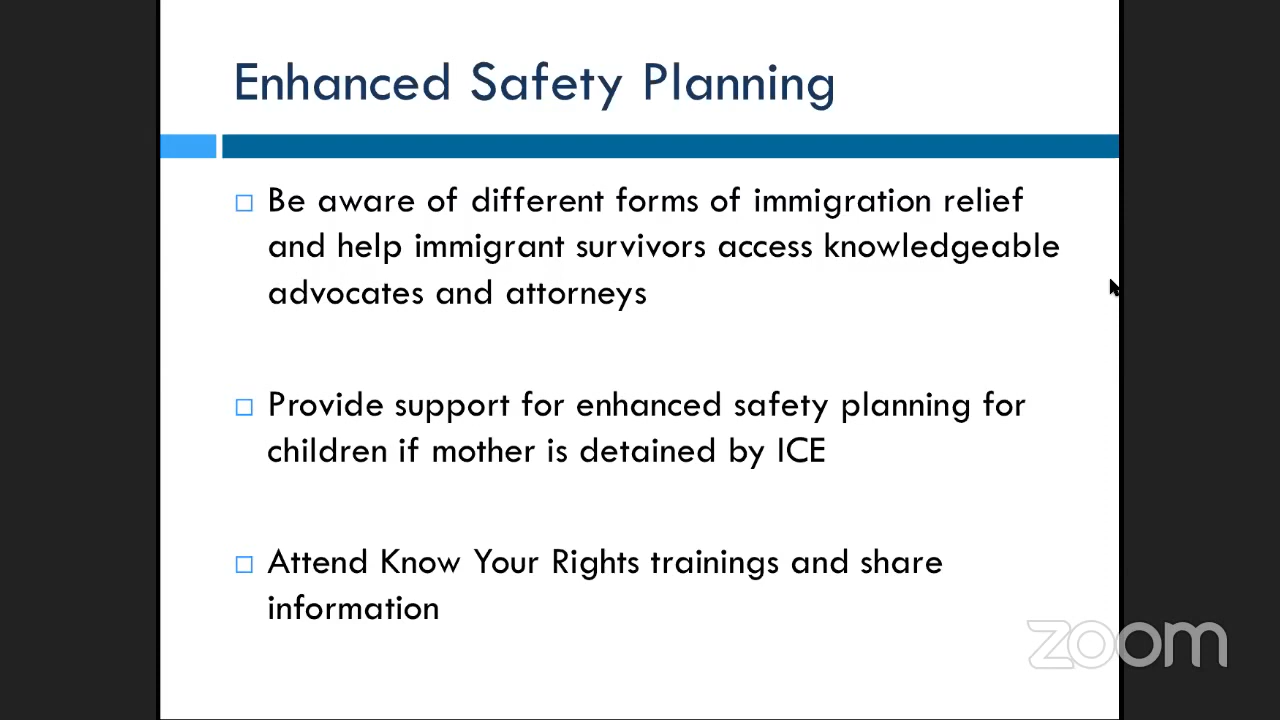 Enhanced Safety Planning
Be aware of different forms of immigration relief
and help immigrant survivors access knowledgeable
advocates and attorneys
Provide support for enhanced safety planning for
children if mother is detained by ICE
Attend Know Your Rights trainings and share
information
zoom